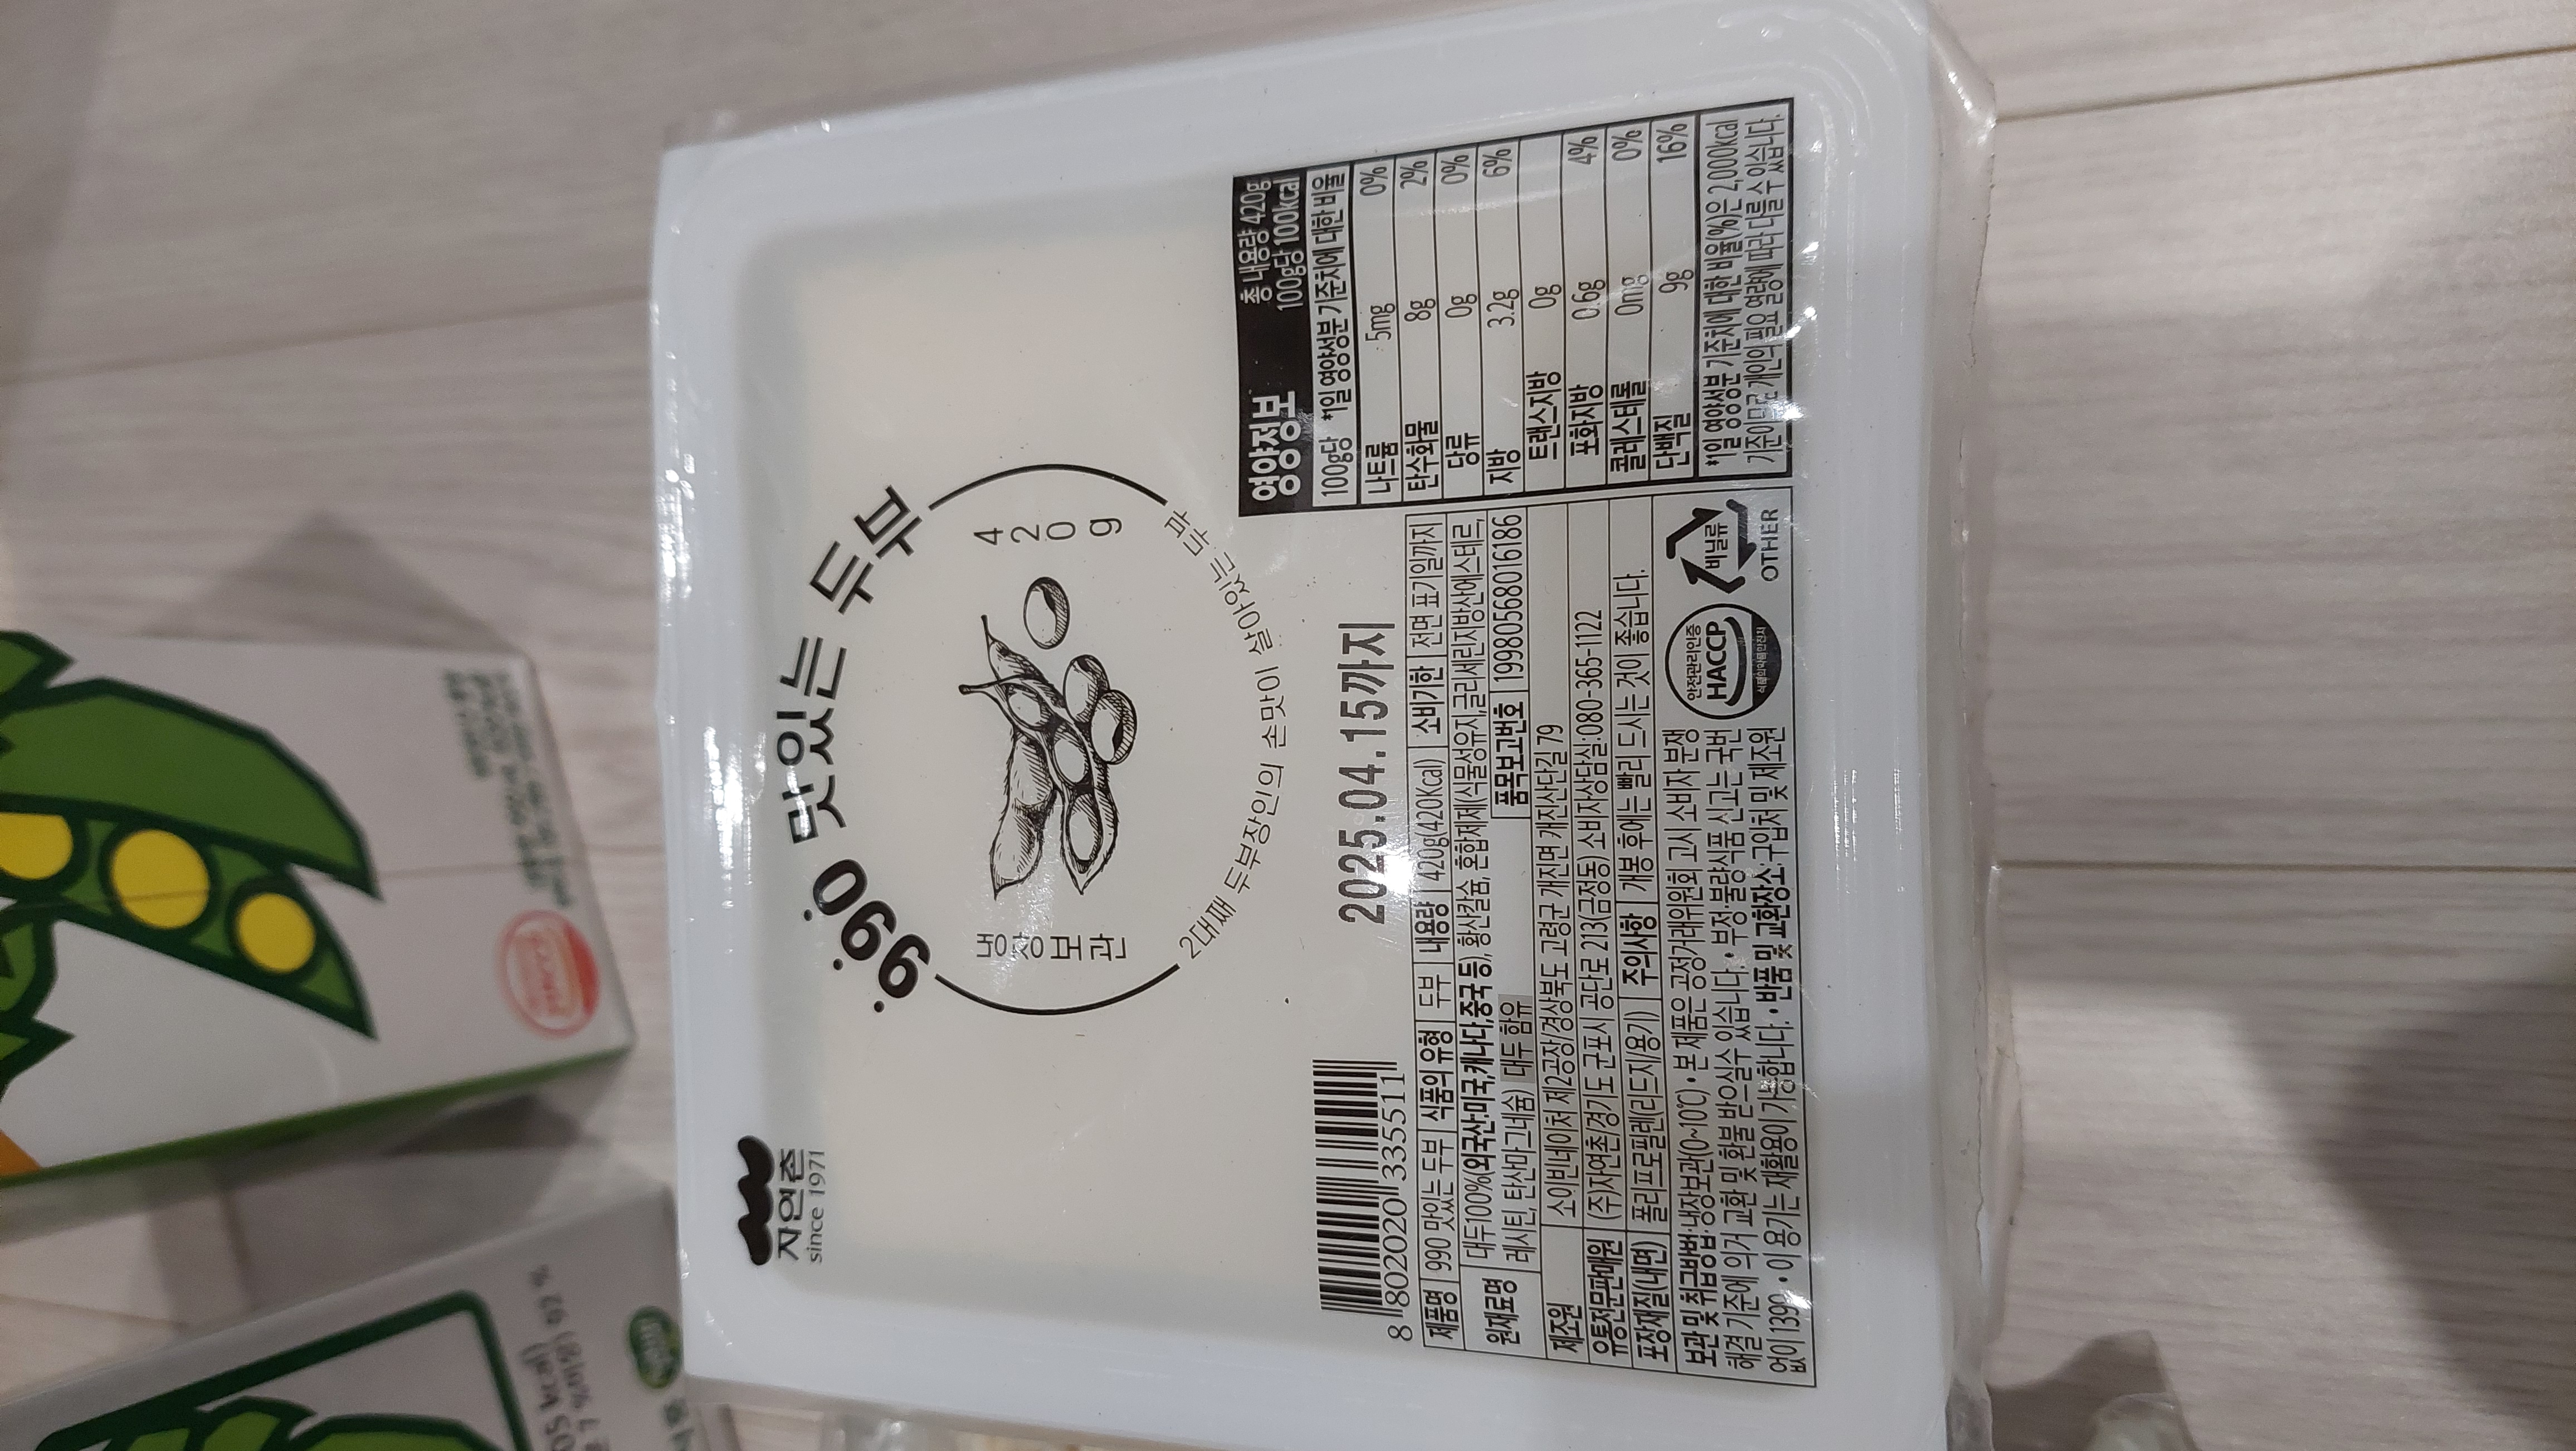 자연촌
since 1971
990 맛있는 두부
냉장보관
420g
2대째 두부장인의 손맛이 살아있는
2025.04.15까지
8 802020 335511
제품명 990 맛있는 두부 식품의 유형 두부 내용량 420g(420Kcal) 소비기한 전면 표기일까지
원재료명 대두100%(외국산:미국,캐나다,중국 등), 황산칼슘, 혼합제제(식물성유지,글리세린지방산에스테르,
레시틴, 탄산마그네슘) 대두 함유 품목보고번호 19980568016186
제조원 소이빈네이처 제2공장/경상북도 고령군 개진면 개진산단길 79
유통전문판매원 (주)자연촌/경기도 군포시 공단로 213(금정동) 소비자상담실:080-365-1122
포장재질(내면) 폴리프로필렌(리드지/용기) 주의사항 개봉 후에는 빨리 드시는 것이 좋습니다.
보관 및 취급방법:냉장보관(0~10℃) • 본 제품은 공정거래위원회 고시 소비자 분쟁
해결 기준에 의거 교환 및 환불 받으실수 있습니다. • 부정·불량식품 신고는 국번
없이 1399 • 이 용기는 재활용이 가능합니다. • 반품 및 교환장소:구입처 및 제조원
안전관리인증
HACCP
식품의약품안전처
비닐류
OTHER
영양정보 총 내용량 420g
100g당 100kcal
100g당 *1일 영양성분 기준치에 대한 비율
나트륨 5mg 0%
탄수화물 8g 2%
당류 0g 0%
지방 3.2g 6%
트랜스지방 0g
포화지방 0.6g 4%
콜레스테롤 0mg 0%
단백질 9g 16%
*1일 영양성분 기준치에 대한 비율(%)은 2,000kcal
기준이므로 개인의 필요 열량에 따라 다를 수 있습니다.